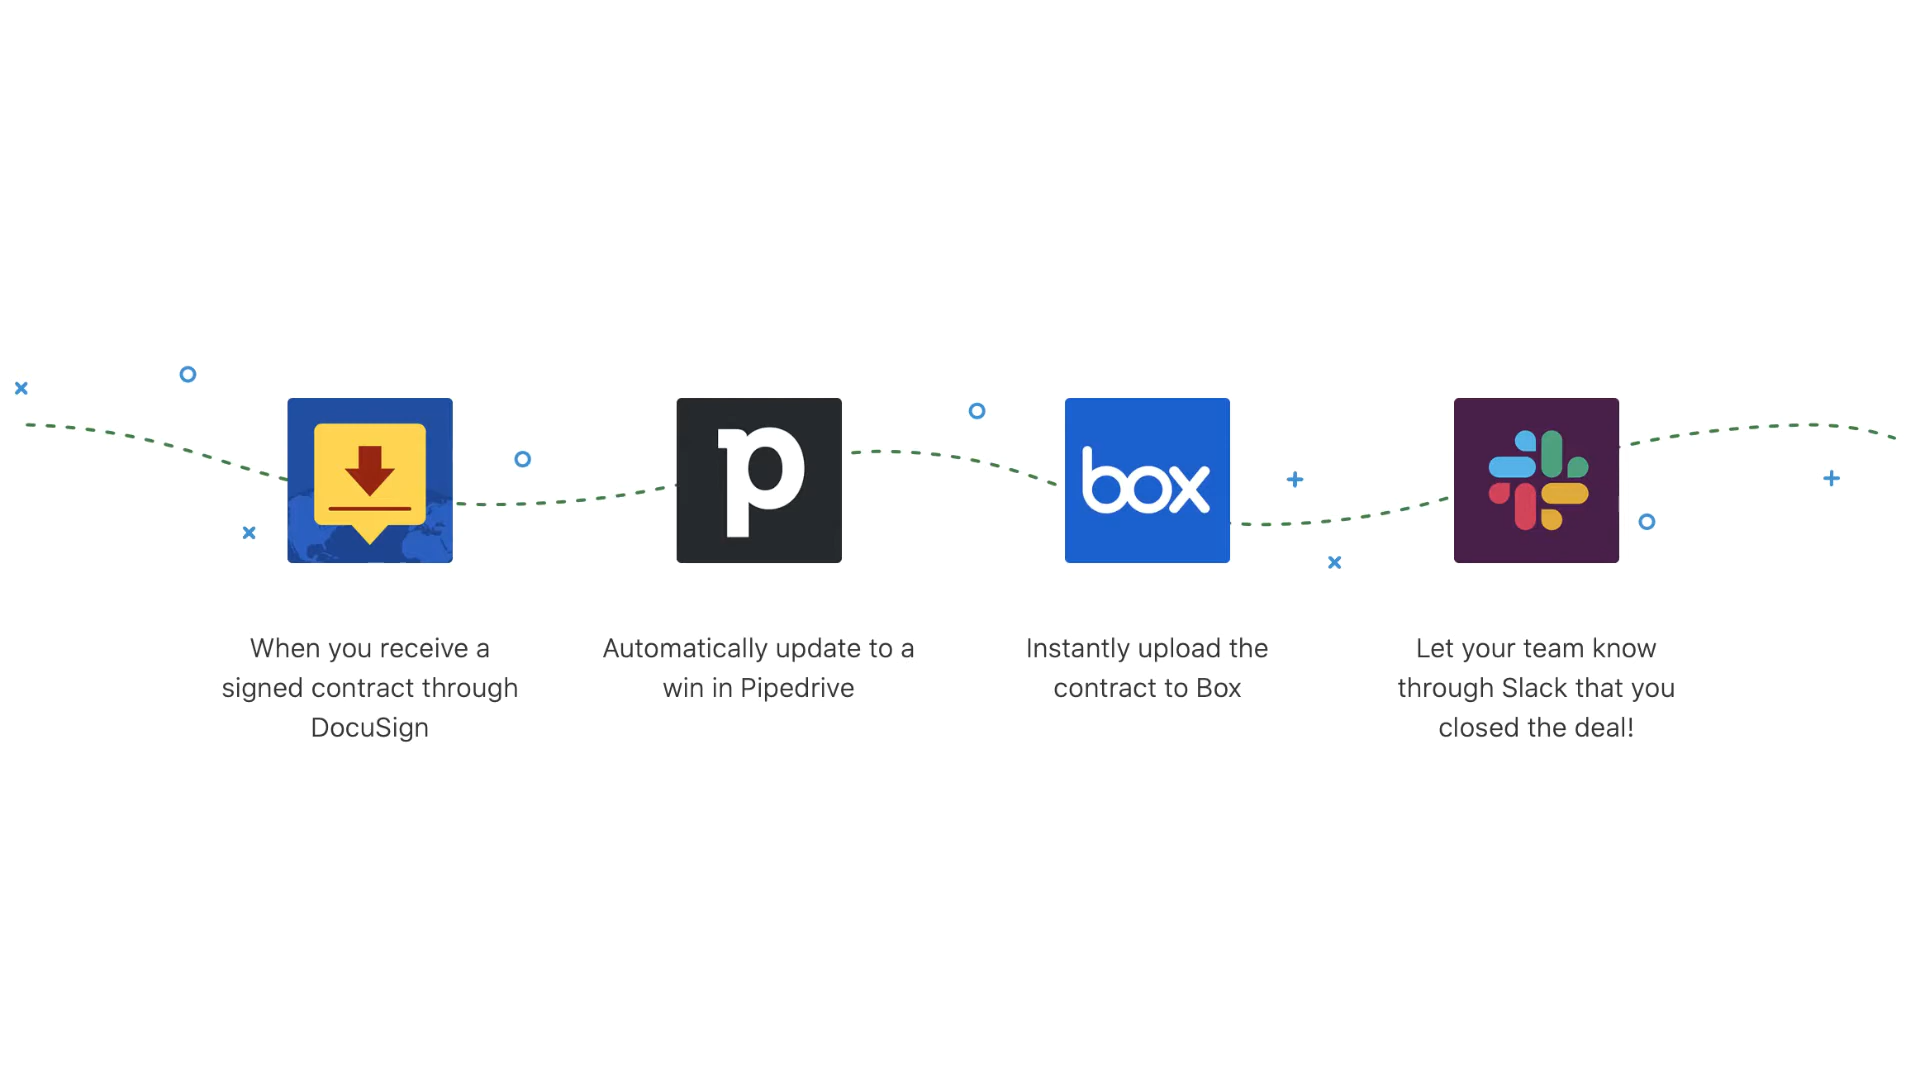 p
box
When you receive a
signed contract through
DocuSign
Automatically update to a
win in Pipedrive
Instantly upload the
contract to Box
Let your team know
through Slack that you
closed the deal!